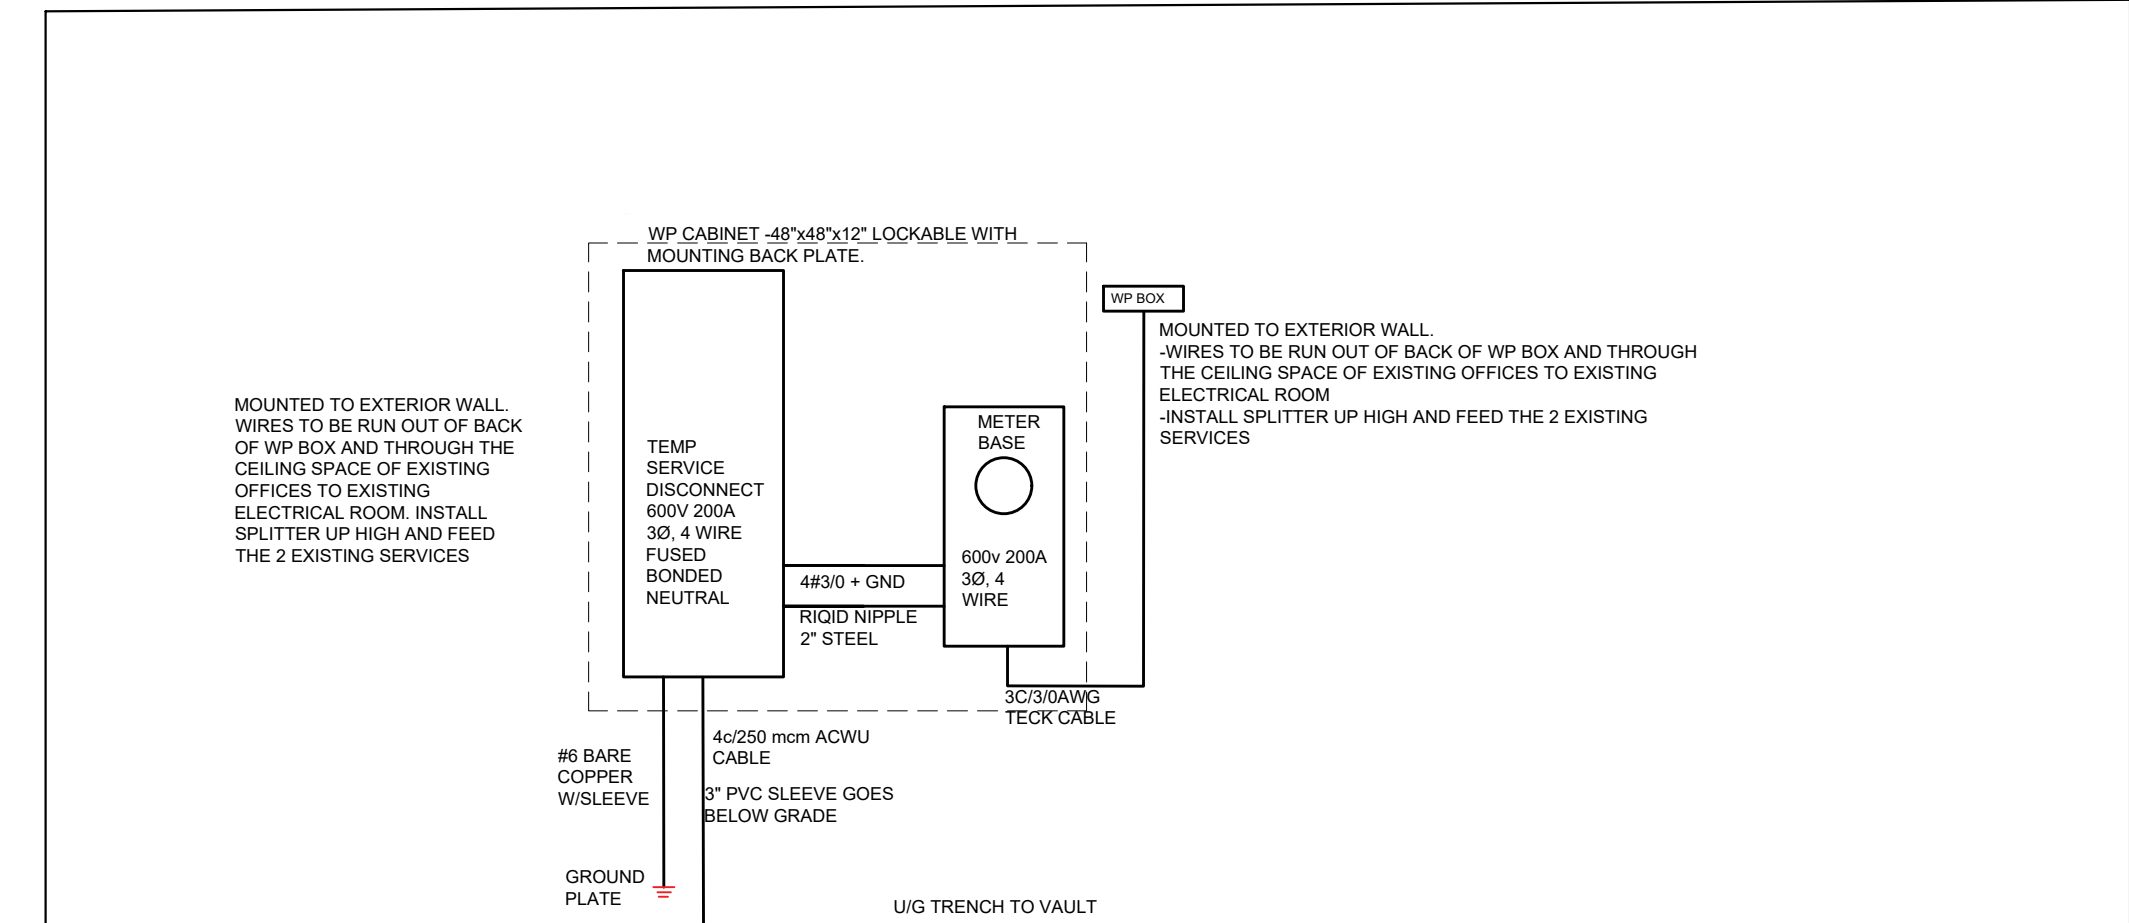 WP CABINET -48"x48"x12" LOCKABLE WITH
MOUNTING BACK PLATE.
WP BOX
MOUNTED TO EXTERIOR WALL.
-WIRES TO BE RUN OUT OF BACK OF WP BOX AND THROUGH
THE CEILING SPACE OF EXISTING OFFICES TO EXISTING
ELECTRICAL ROOM
-INSTALL SPLITTER UP HIGH AND FEED THE 2 EXISTING
SERVICES
MOUNTED TO EXTERIOR WALL.
WIRES TO BE RUN OUT OF BACK
OF WP BOX AND THROUGH THE
CEILING SPACE OF EXISTING
OFFICES TO EXISTING
ELECTRICAL ROOM. INSTALL
SPLITTER UP HIGH AND FEED
THE 2 EXISTING SERVICES
TEMP
SERVICE
DISCONNECT
600V 200A
3Ø, 4 WIRE
FUSED
BONDED
NEUTRAL
METER
BASE
600v 200A
3Ø, 4
WIRE
4#3/0 + GND
RIQID NIPPLE
2" STEEL
3C/3/0AWG
TECK CABLE
4c/250 mcm ACWU
CABLE
#6 BARE
COPPER
W/SLEEVE
3" PVC SLEEVE GOES
BELOW GRADE
GROUND
PLATE
U/G TRENCH TO VAULT